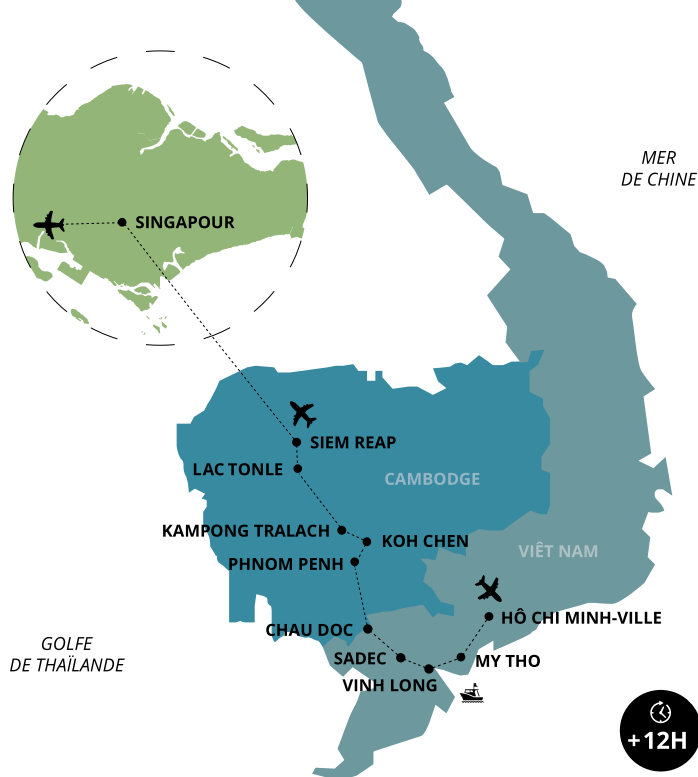 MER
DE CHINE
SINGAPOUR
SIEM REAP
LAC TONLE
CAMBODGE
KAMPONG TRALACH
KOH CHEN
VIÊT NAM
PHNOM PENH
HÔ CHI MINH-VILLE
CHAU DOC
GOLFE
DE THAÏLANDE
SADEC
MY THO
VINH LONG
+12H